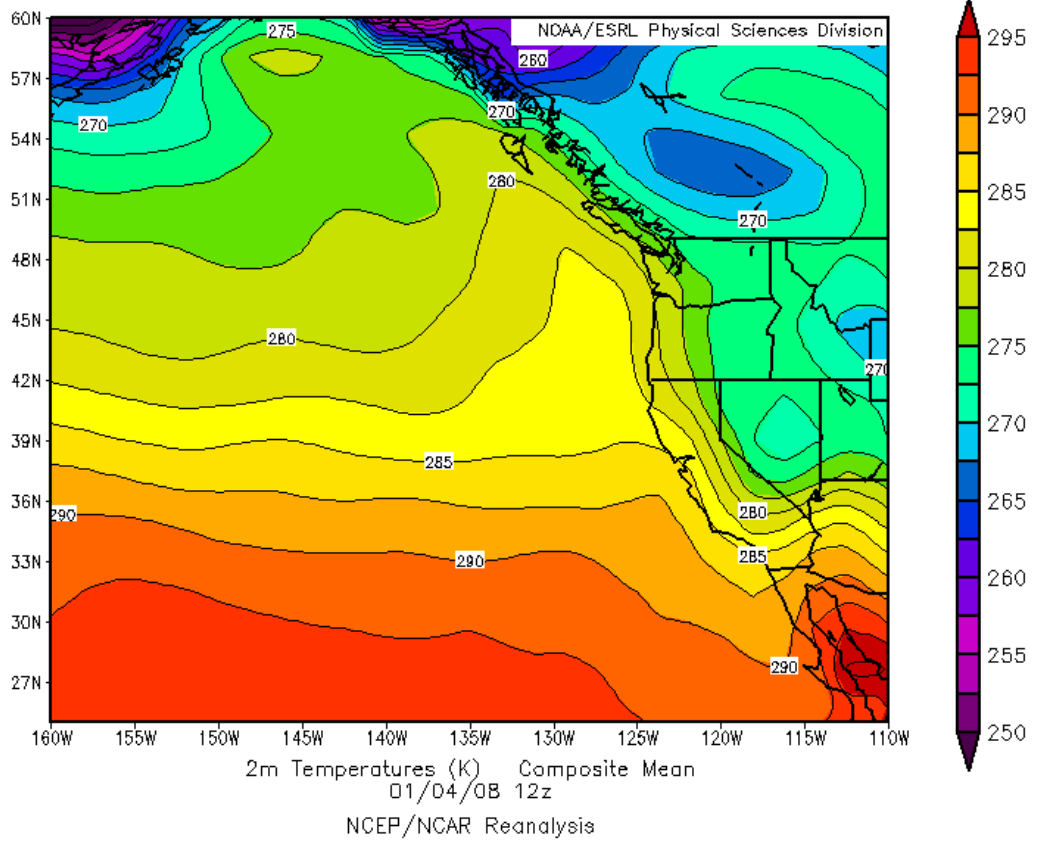 NOAA/ESRL Physical Sciences Division
60N
57N
54N
51N
48N
45N
42N
39N
36N
33N
30N
27N
275
260
270
270
280
270
280
270
285
280
290
285
290
290
160W 155W 150W 145W 140W 135W 130W 125W 120W 115W 110W
295
290
285
280
275
270
265
260
255
250
2m Temperatures (K) Composite Mean
01/04/08 12z
NCEP/NCAR Reanalysis